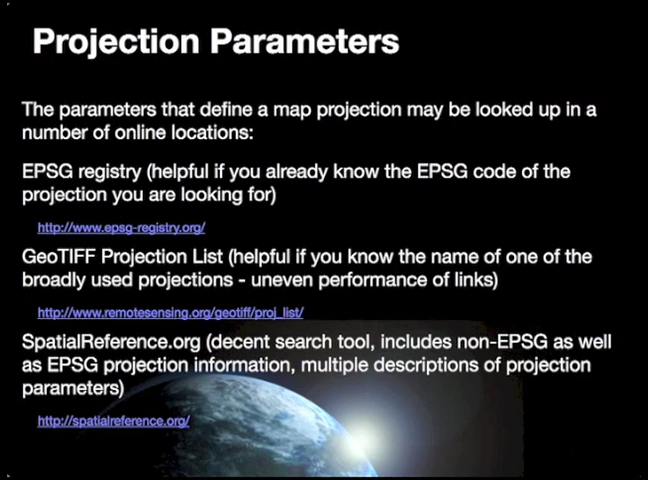 Projection Parameters
The parameters that define a map projection may be looked up in a
number of online locations:
EPSG registry (helpful if you already know the EPSG code of the
projection you are looking for)
http://www.epsg-registry.org/
GeoTIFF Projection List (helpful if you know the name of one of the
broadly used projections - uneven performance of links)
http://www.remotesensing.org/geotiff/proj_list/
SpatialReference.org (decent search tool, includes non-EPSG as well
as EPSG projection information, multiple descriptions of projection
parameters)
http://spatialreference.org/